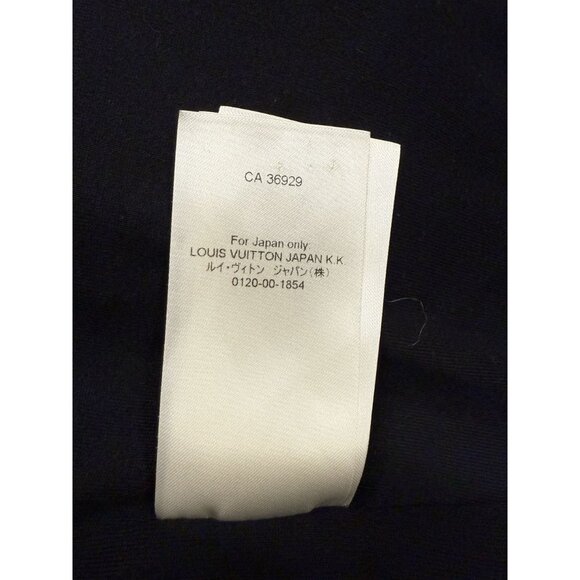 CA 36929
For Japan only
LOUIS VUITTON JAPAN K.K
ルイ・ヴィトン ジャパン(株)
0120-00-1854